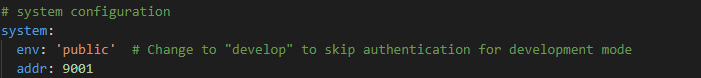 # system configuration
system:
  env: 'public'  # Change to "develop" to skip authentication for development mode
  addr: 9001